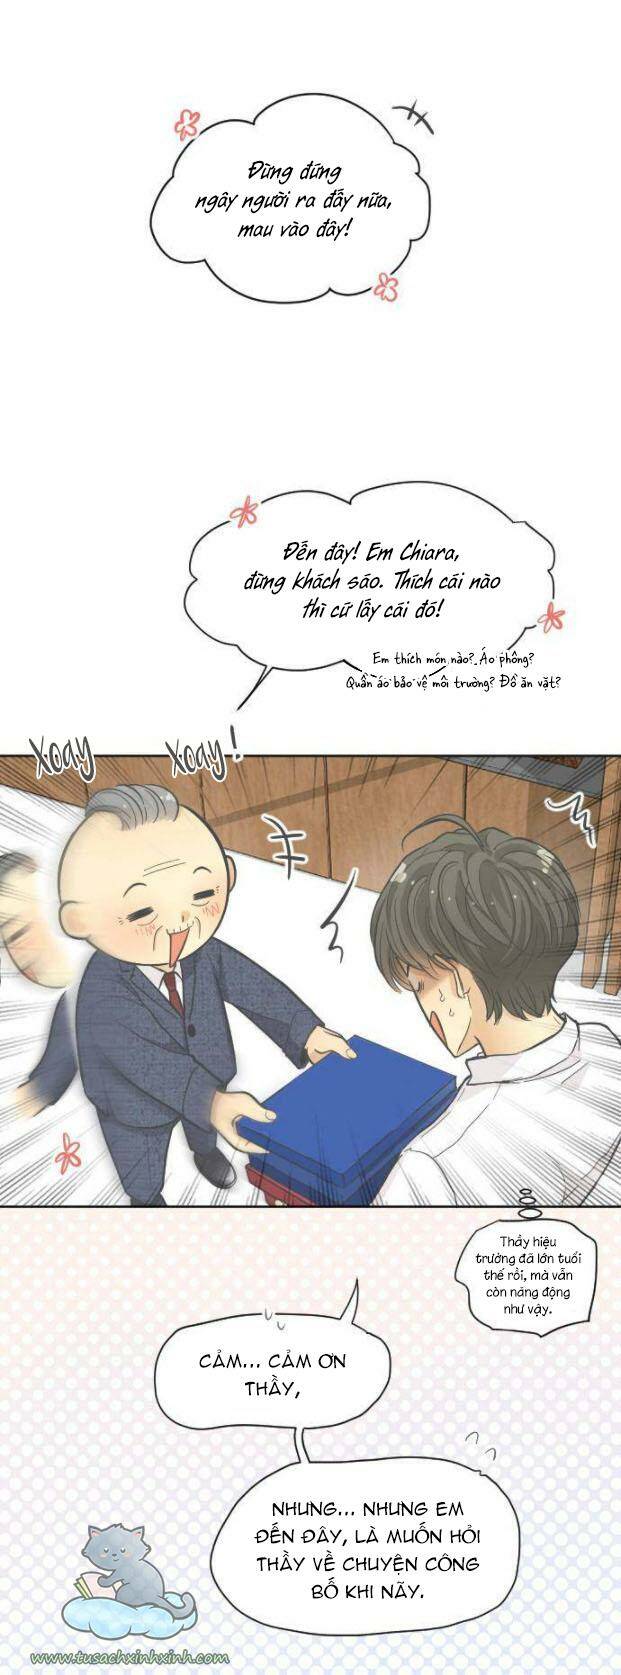 Đừng đứng
ngây người ra đấy nữa,
mau vào đây!
Đến đây! Em Chiara,
đừng khách sáo. Thích cái nào
thì cứ lấy cái đó!
Em thích món nào? Áo phông?
Quần áo bảo vệ môi trường? Đồ ăn vặt?
Xoay Xoay!
Thầy hiệu
trưởng đã lớn tuổi
thế rồi, mà vẫn
còn năng động
như vậy.
CẢM... CẢM ƠN
THẦY,
NHƯNG... NHƯNG EM
ĐẾN ĐÂY, LÀ MUỐN HỎI
THẦY VỀ CHUYỆN CÔNG
BỐ KHI NÃY.
www.tusachxinhxinh.com